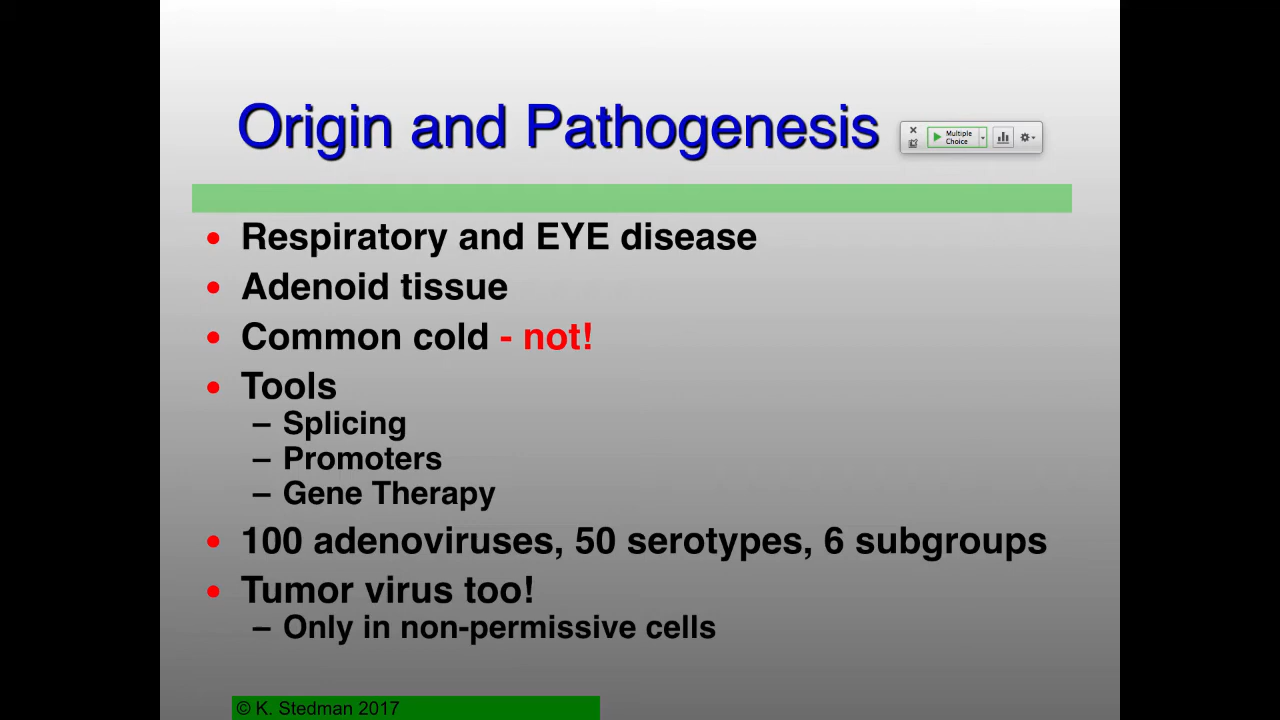 Origin and Pathogenesis
Multiple
Choice
• Respiratory and EYE disease
• Adenoid tissue
• Common cold - not!
• Tools
– Splicing
– Promoters
– Gene Therapy
• 100 adenoviruses, 50 serotypes, 6 subgroups
• Tumor virus too!
– Only in non-permissive cells
© K. Stedman 2017